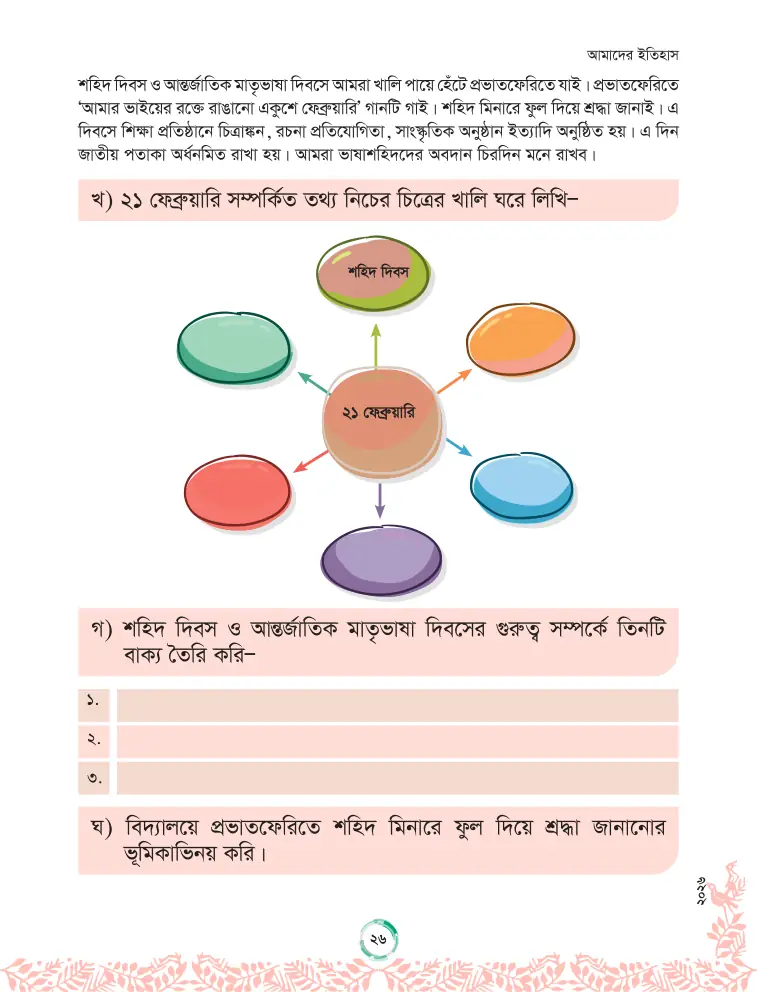 আমাদের ইতিহাস
শহিদ দিবস ও আন্তর্জাতিক মাতৃভাষা দিবসে আমরা খালি পায়ে হেঁটে প্রভাতফেরিতে যাই। প্রভাতফেরিতে
‘আমার ভাইয়ের রক্তে রাঙানো একুশে ফেব্রুয়ারি’ গানটি গাই। শহিদ মিনারে ফুল দিয়ে শ্রদ্ধা জানাই। এ
দিবসে শিক্ষা প্রতিষ্ঠানে চিত্রাঙ্কন, রচনা প্রতিযোগিতা, সাংস্কৃতিক অনুষ্ঠান ইত্যাদি অনুষ্ঠিত হয়। এ দিন
জাতীয় পতাকা অর্ধনমিত রাখা হয়। আমরা ভাষাশহিদদের অবদান চিরদিন মনে রাখব।
খ) ২১ ফেব্রুয়ারি সম্পর্কিত তথ্য নিচের চিত্রের খালি ঘরে লিখি–
শহিদ দিবস
২১ ফেব্রুয়ারি
গ) শহিদ দিবস ও আন্তর্জাতিক মাতৃভাষা দিবসের গুরুত্ব সম্পর্কে তিনটি
বাক্য তৈরি করি–
১.
২.
৩.
ঘ) বিদ্যালয়ে প্রভাতফেরিতে শহিদ মিনারে ফুল দিয়ে শ্রদ্ধা জানানোর
ভূমিকাভিনয় করি।
২০২৬
২৬